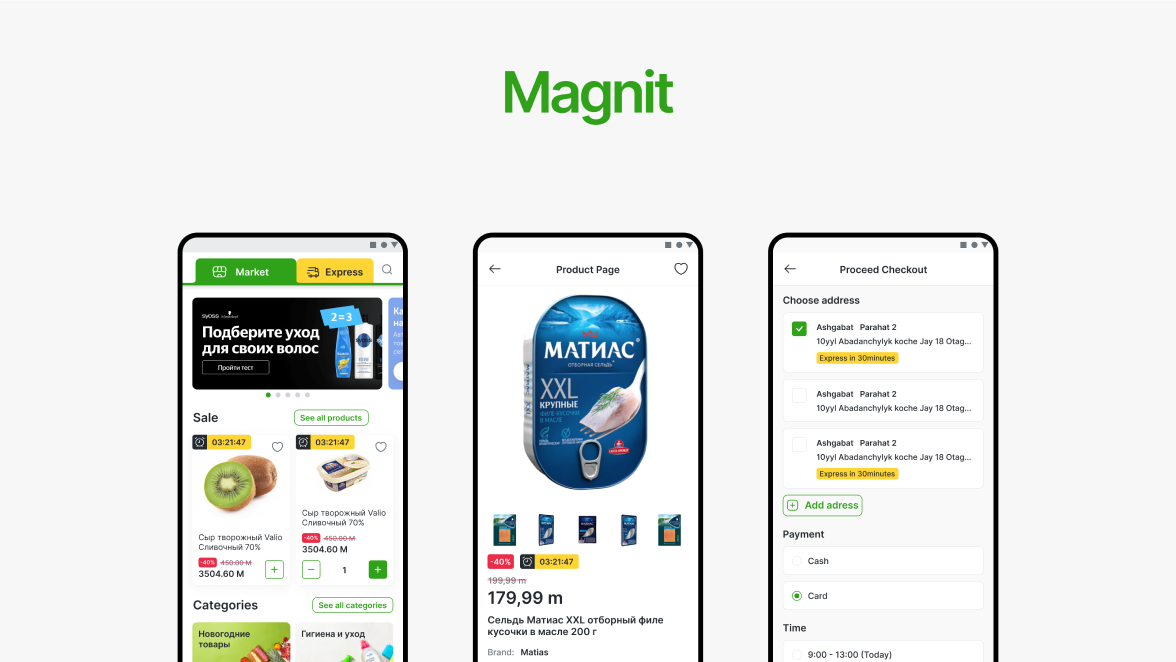 Magnit
Market
Express
syoss
2=3
Подберите уход
для своих волос
Пройти тест
Ка
на
Sale
See all products
03:21:47
03:21:47
Сыр творожный Valio
Сливочный 70%
-40% 450.00 M
3504.60 M
Сыр творожный Valio
Сливочный 70%
-40% 450.00 M
3504.60 M
1
Categories
See all categories
Новогодние
товары
Гигиена и уход
Product Page
МАТИАС
ОТБОРНАЯ СЕЛЬДЬ
XXL
КРУПНЫЕ
ФИЛЕ-КУСОЧКИ
В МАСЛЕ
-40%
03:21:47
199,99 m
179,99 m
Сельдь Матиас XXL отборный филе
кусочки в масле 200 г
Brand: Matias
Proceed Checkout
Choose address
Ashgabat Parahat 2
10yyl Abadanchylyk koche Jay 18 Otag...
Express in 30minutes
Ashgabat Parahat 2
10yyl Abadanchylyk koche Jay 18 Otag...
Ashgabat Parahat 2
10yyl Abadanchylyk koche Jay 18 Otag...
Express in 30minutes
Add adress
Payment
Cash
Card
Time
9:00 - 13:00 (Today)